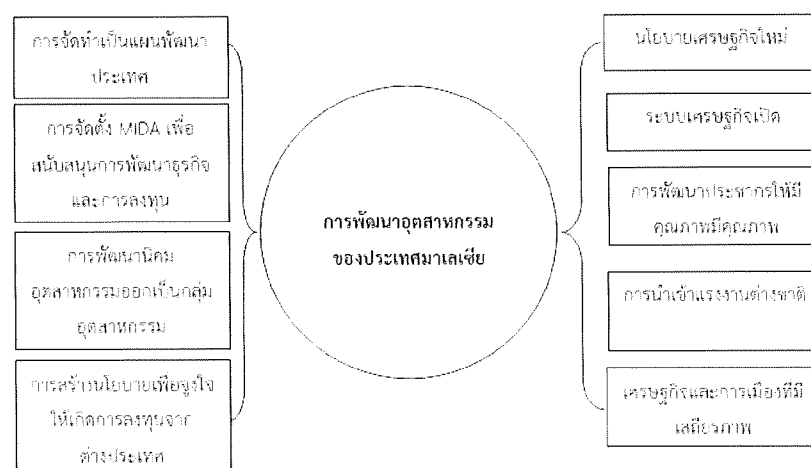 การจัดทำเป็นแผนพัฒนา
ประเทศ
การจัดตั้ง MIDA เพื่อ
สนับสนุนการพัฒนาธุรกิจ
และการลงทุน
การพัฒนานิคม
อุตสาหกรรมออกเป็นกลุ่ม
อุตสาหกรรม
การสร้างนโยบายเพื่อจูงใจ
ให้เกิดการลงทุนจาก
ต่างประเทศ
การพัฒนาอุตสาหกรรม
ของประเทศมาเลเซีย
นโยบายเศรษฐกิจใหม่
ระบบเศรษฐกิจเปิด
การพัฒนาประชากรให้มี
คุณภาพมีคุณภาพ
การนำเข้าแรงงานต่างชาติ
เศรษฐกิจและการเมืองที่มี
เสถียรภาพ